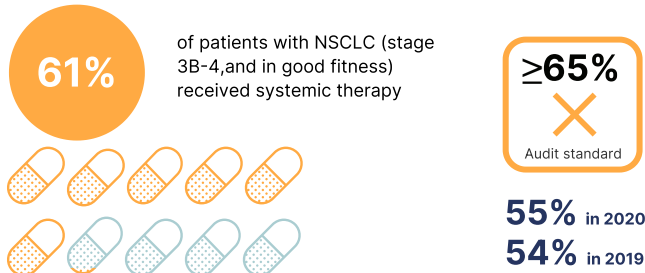 61%
of patients with NSCLC (stage
3B-4,and in good fitness)
received systemic therapy
≥65%
Audit standard
55% in 2020
54% in 2019